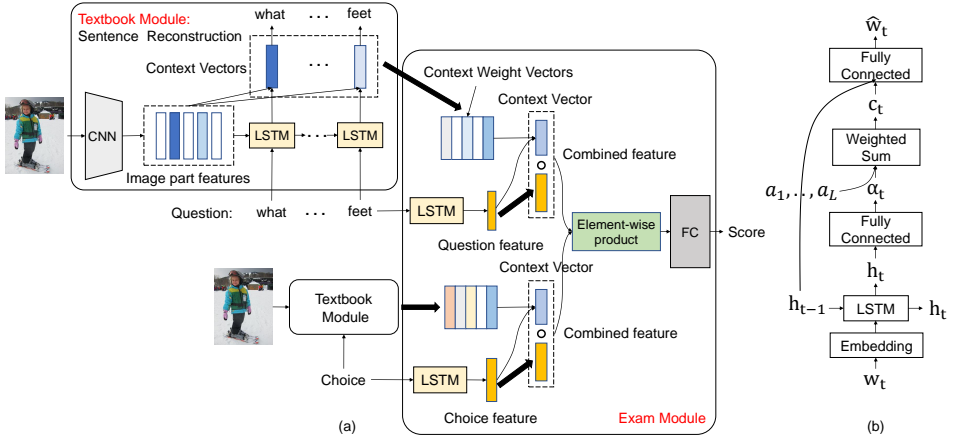 Textbook Module:
Sentence Reconstruction
what ... feet
Context Vectors
CNN
LSTM ... LSTM
Image part features
Question: what ... feet
Context Weight Vectors
Context Vector
Combined feature
LSTM
Question feature
Element-wise
product
FC
Score
Textbook
Module
Context Vector
Combined feature
Choice
LSTM
Choice feature
Exam Module
(a)
ŵt
Fully
Connected
ct
Weighted
Sum
a1,..,aL
αt
Fully
Connected
ht
ht−1
LSTM
ht
Embedding
wt
(b)